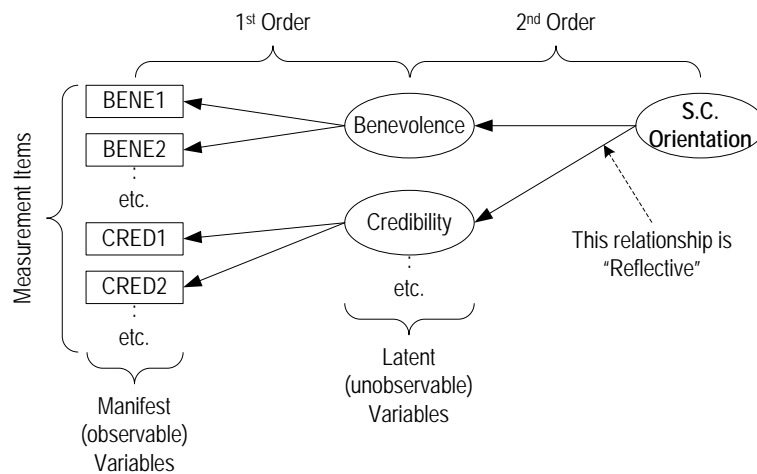 1st Order
2nd Order
Measurement Items
BENE1
BENE2
etc.
CRED1
CRED2
etc.
Manifest
(observable)
Variables
Benevolence
Credibility
etc.
Latent
(unobservable)
Variables
S.C.
Orientation
This relationship is
“Reflective”